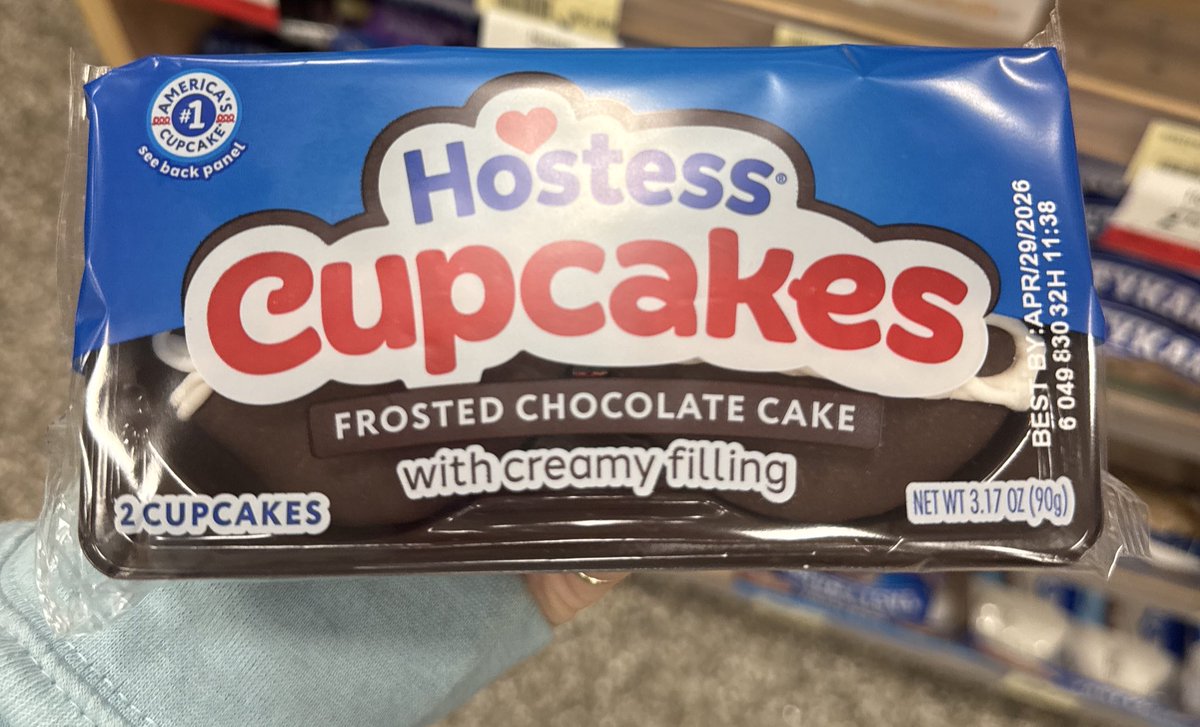 AMERICA'S
#1
CUPCAKE
see back panel
Hostess®
Cupcakes
FROSTED CHOCOLATE CAKE
with creamy filling
2 CUPCAKES
NET WT 3.17 OZ (90g)
BEST BY:APR/29/2026
6 049 830 32H 11:38